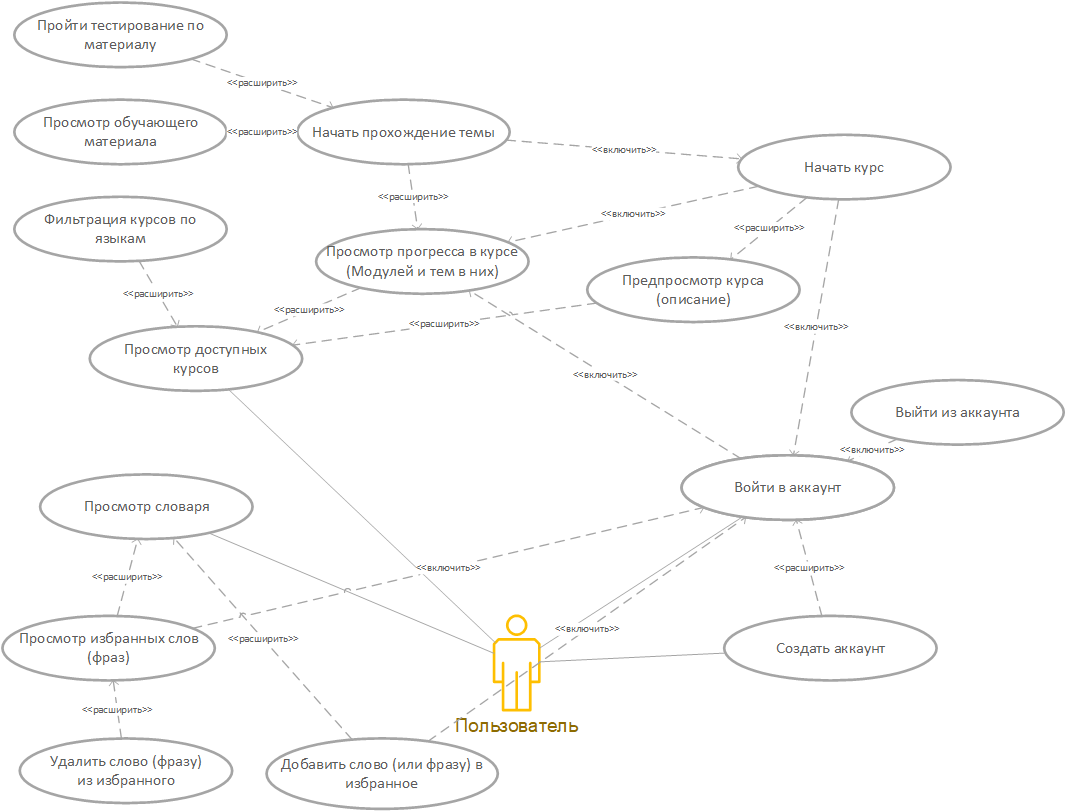 Пройти тестирование по
материалу
<<расширить>>
Просмотр обучающего
материала
<<расширить>>
Начать прохождение темы
<<включить>>
Начать курс
<<расширить>>
<<включить>>
<<расширить>>
Фильтрация курсов по
языкам
Просмотр прогресса в курсе
(Модулей и тем в них)
Предпросмотр курса
(описание)
<<расширить>>
<<расширить>>
<<расширить>>
<<включить>>
Просмотр доступных
курсов
<<включить>>
Выйти из аккаунта
<<включить>>
Войти в аккаунт
Просмотр словаря
<<расширить>>
<<включить>>
<<расширить>>
<<расширить>>
<<включить>>
Просмотр избранных слов
(фраз)
Создать аккаунт
<<расширить>>
Пользователь
Удалить слово (фразу)
из избранного
Добавить слово (или фразу) в
избранное